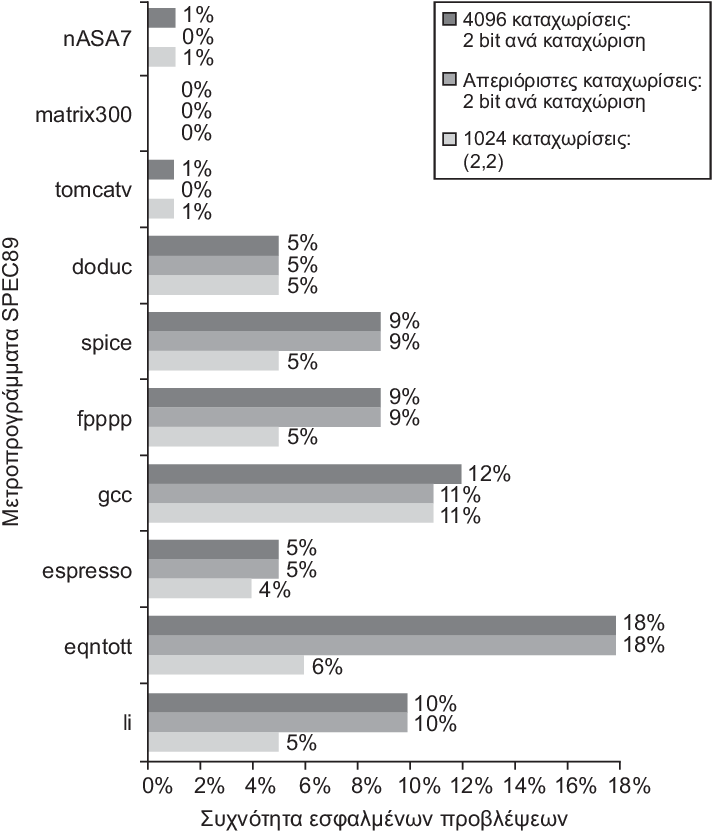 4096 καταχωρίσεις:
2 bit ανά καταχώριση
Απεριόριστες καταχωρίσεις:
2 bit ανά καταχώριση
1024 καταχωρίσεις:
(2,2)
Μετροπρογράμματα SPEC89
nASA7
1%
0%
1%
matrix300
0%
0%
0%
tomcatv
1%
0%
1%
doduc
5%
5%
5%
spice
9%
9%
5%
fpppp
9%
9%
5%
gcc
12%
11%
11%
espresso
5%
5%
4%
eqntott
18%
18%
6%
li
10%
10%
5%
0% 2% 4% 6% 8% 10% 12% 14% 16% 18%
Συχνότητα εσφαλμένων προβλέψεων